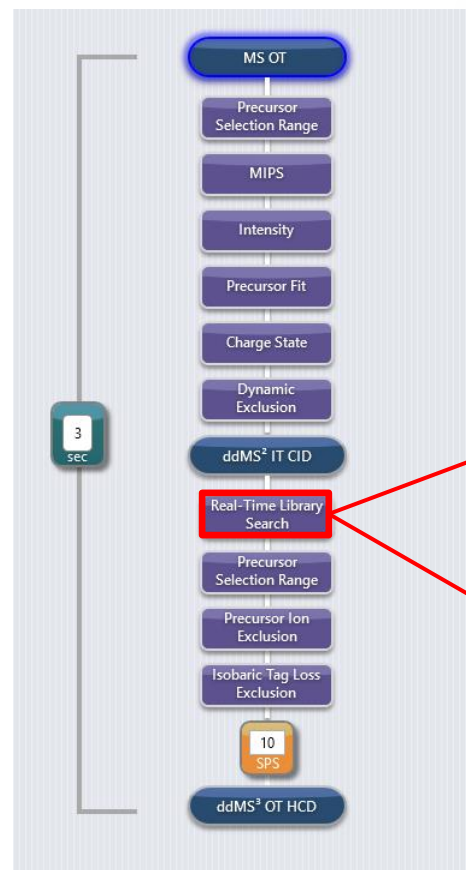 MS OT
Precursor
Selection Range
MIPS
Intensity
Precursor Fit
Charge State
Dynamic
Exclusion
3
sec
ddMS² IT CID
Real-Time Library
Search
Precursor
Selection Range
Precursor Ion
Exclusion
Isobaric Tag Loss
Exclusion
10
SPS
ddMS³ OT HCD